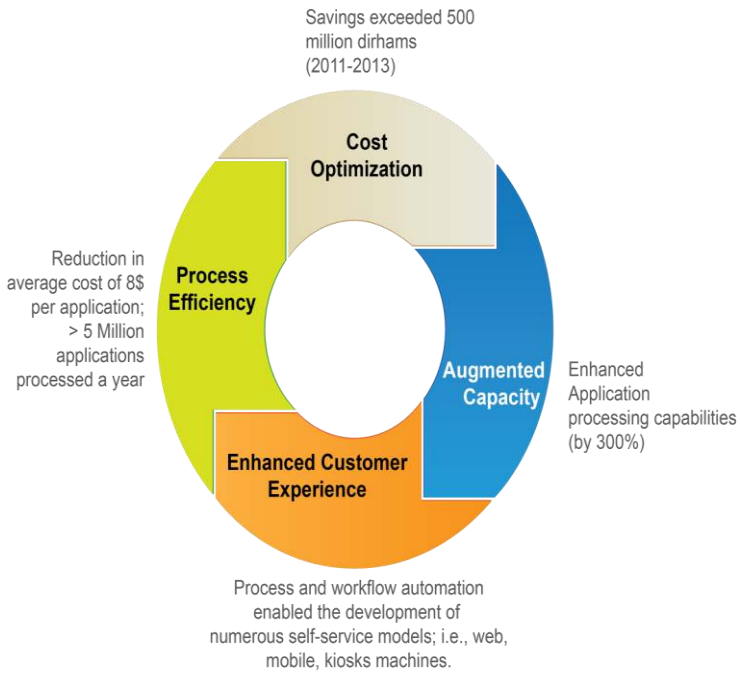 Savings exceeded 500
million dirhams
(2011-2013)
Cost
Optimization
Reduction in
average cost of 8$
per application;
> 5 Million
applications
processed a year
Process
Efficiency
Augmented
Capacity
Enhanced
Application
processing capabilities
(by 300%)
Enhanced Customer
Experience
Process and workflow automation
enabled the development of
numerous self-service models; i.e., web,
mobile, kiosks machines.